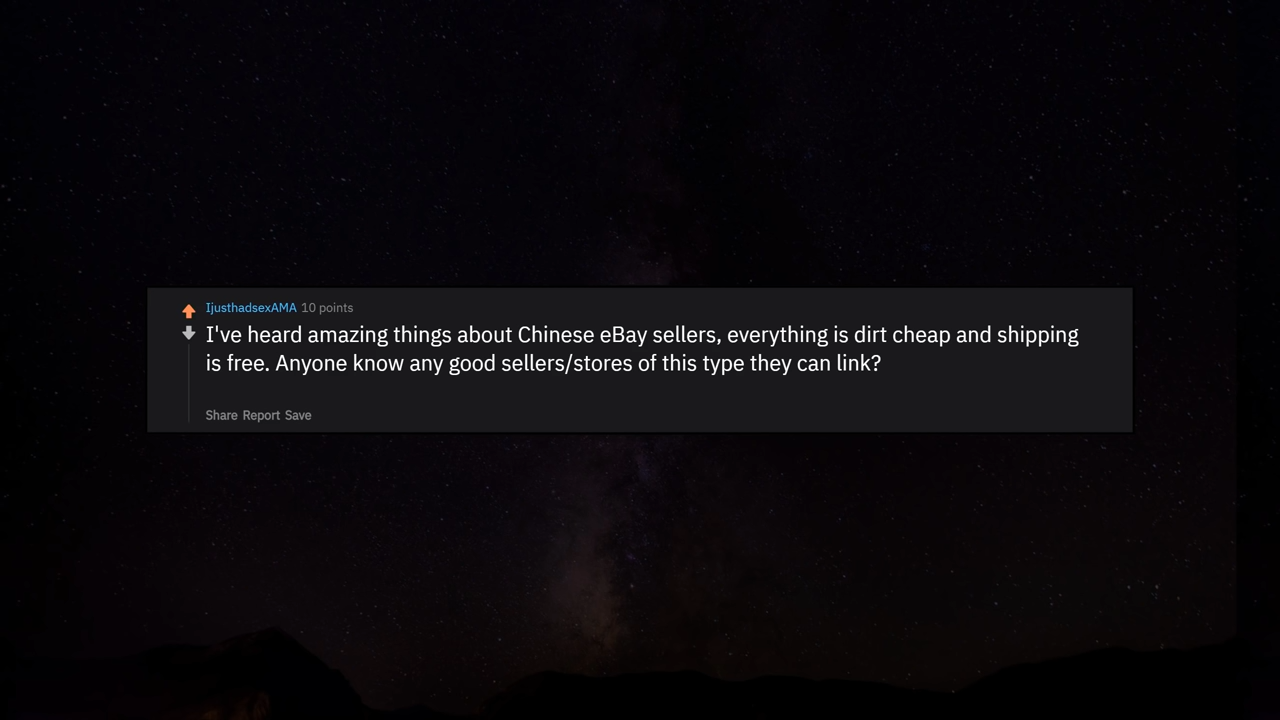 IjusthadsexAMA 10 points
I've heard amazing things about Chinese eBay sellers, everything is dirt cheap and shipping
is free. Anyone know any good sellers/stores of this type they can link?
Share Report Save